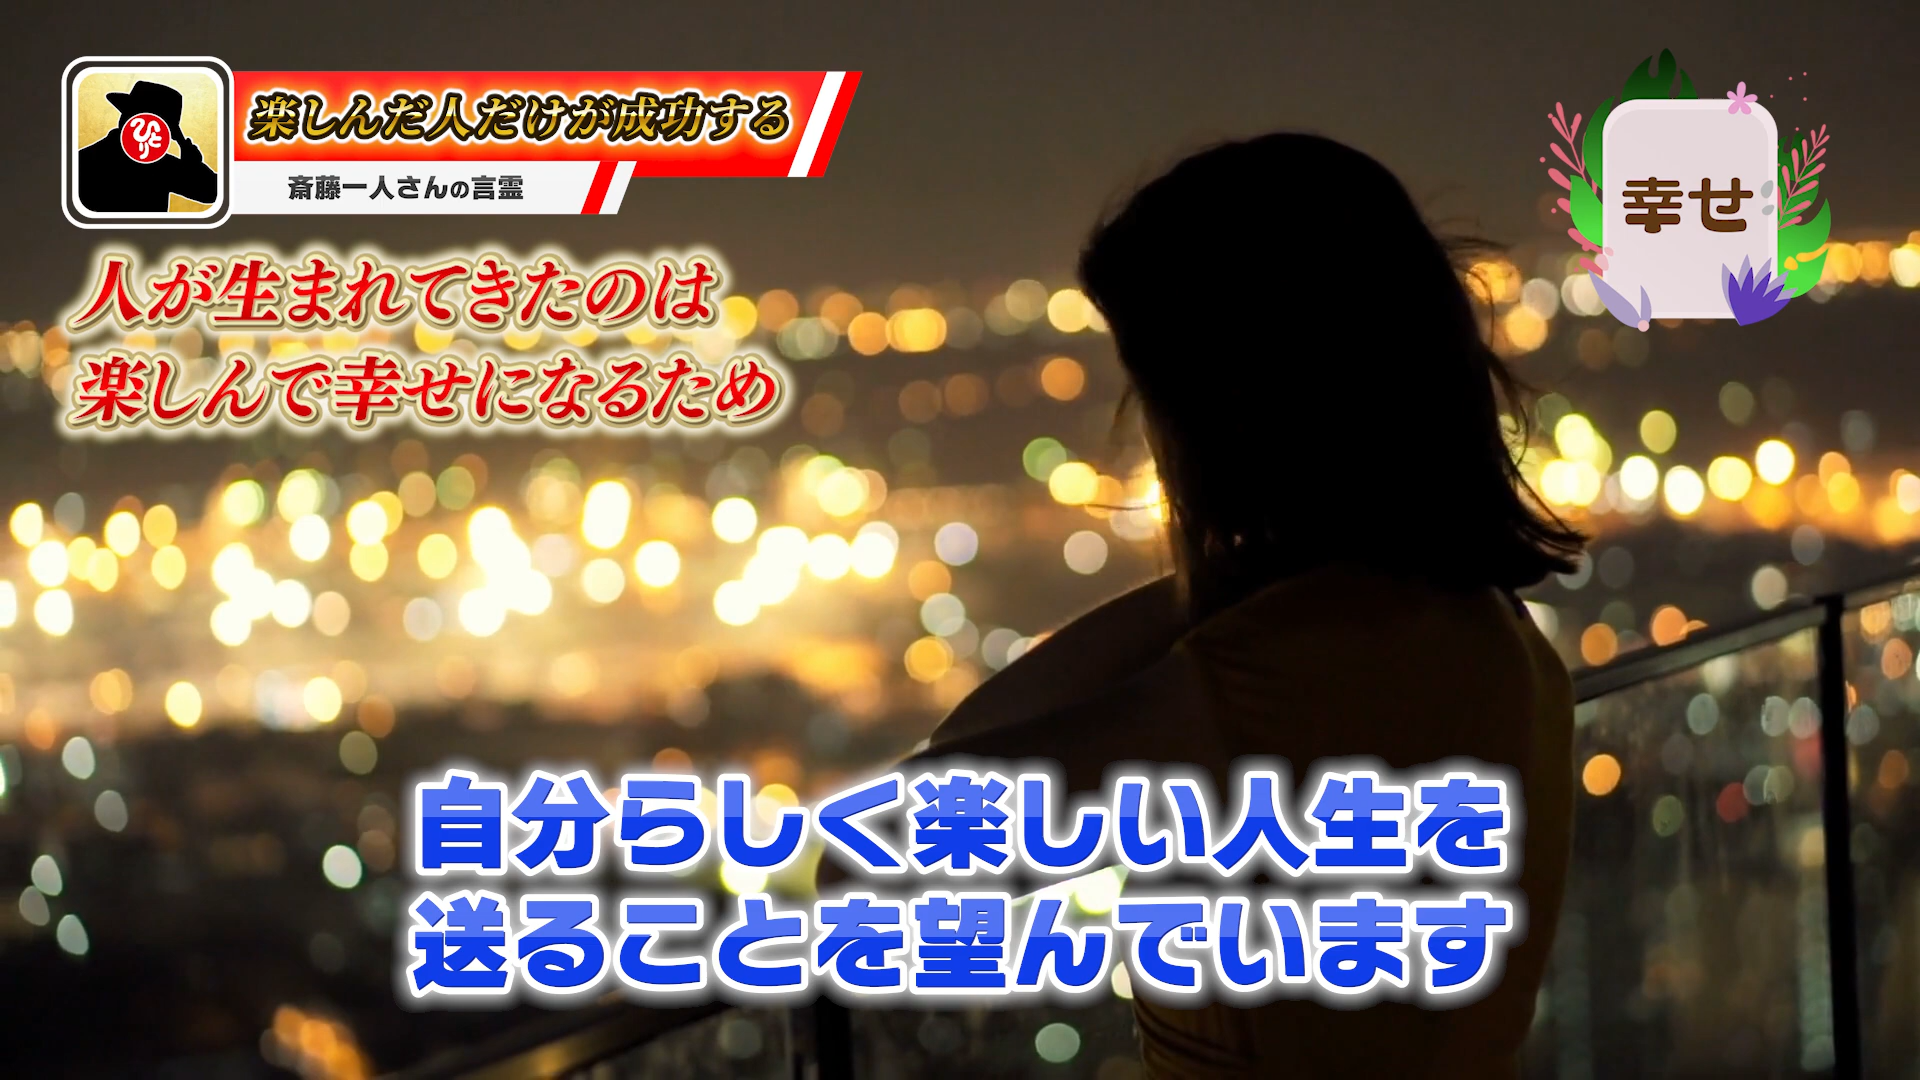 ひとり
楽しんだ人だけが成功する
斎藤一人さんの言霊
幸せ
人が生まれてきたのは
楽しんで幸せになるため
自分らしく楽しい人生を
送ることを望んでいます